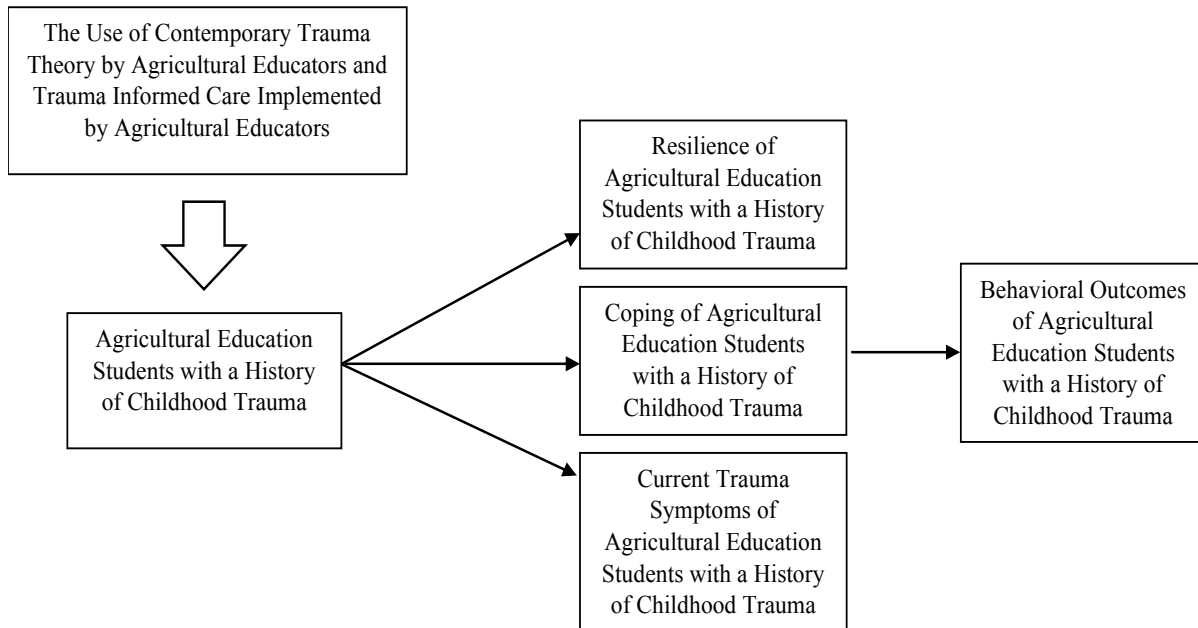 The Use of Contemporary Trauma
Theory by Agricultural Educators and
Trauma Informed Care Implemented
by Agricultural Educators
Agricultural Education
Students with a History
of Childhood Trauma
Resilience of
Agricultural Education
Students with a History
of Childhood Trauma
Coping of Agricultural
Education Students
with a History of
Childhood Trauma
Current Trauma
Symptoms of
Agricultural Education
Students with a History
of Childhood Trauma
Behavioral Outcomes
of Agricultural
Education Students
with a History of
Childhood Trauma